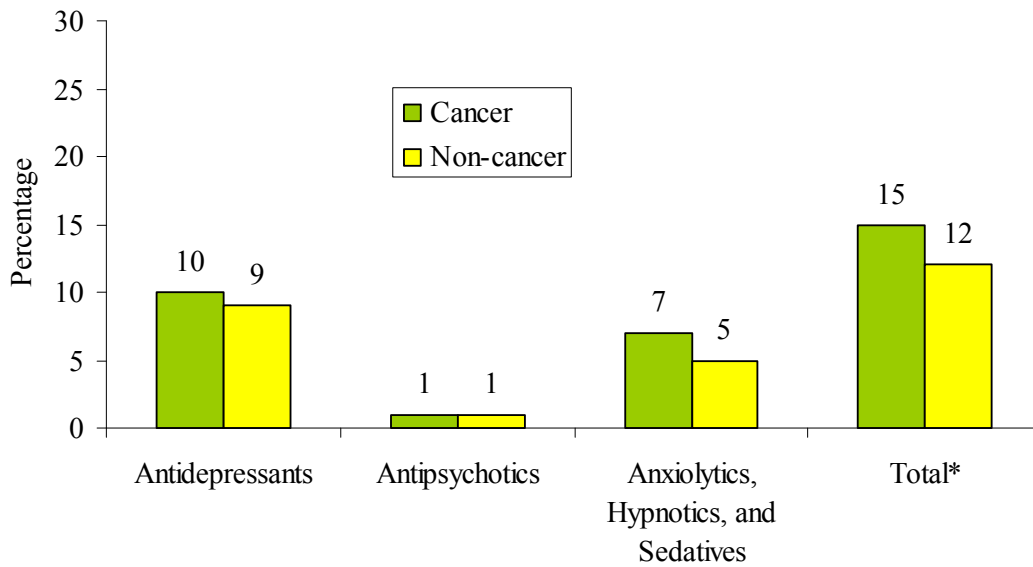 30
25
20
15
10
5
0
Percentage
Cancer
Non-cancer
10
9
1
1
7
5
15
12
Antidepressants
Antipsychotics
Anxiolytics,
Hypnotics, and
Sedatives
Total*